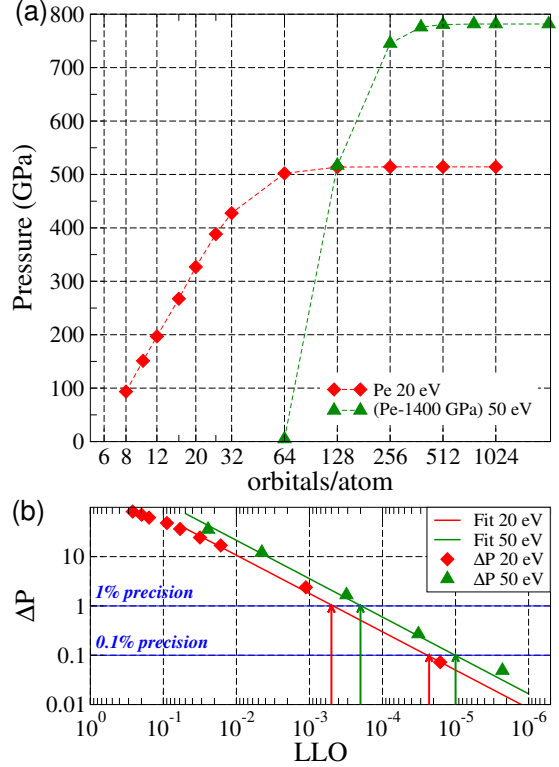 (a)
800
700
600
500
400
300
200
100
0
Pressure (GPa)
Pe 20 eV
(Pe-1400 GPa) 50 eV
6 8 12 20 32 64 128 256 512 1024
orbitals/atom
(b)
10
1
0.1
0.01
ΔP
1% precision
0.1% precision
Fit 20 eV
Fit 50 eV
ΔP 20 eV
ΔP 50 eV
10⁰ 10⁻¹ 10⁻² 10⁻³ 10⁻⁴ 10⁻⁵ 10⁻⁶
LLO